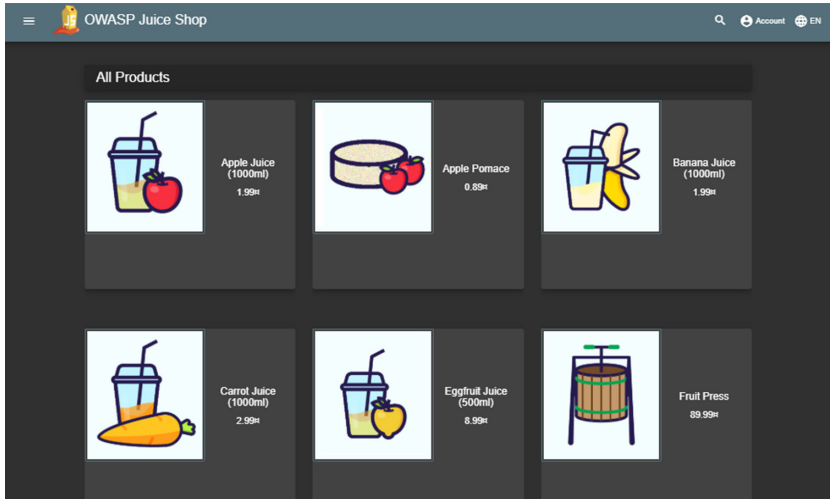 OWASP Juice Shop
Account
EN
All Products
Apple Juice
(1000ml)
1.99¤
Apple Pomace
0.89¤
Banana Juice
(1000ml)
1.99¤
Carrot Juice
(1000ml)
2.99¤
Eggfruit Juice
(500ml)
8.99¤
Fruit Press
89.99¤